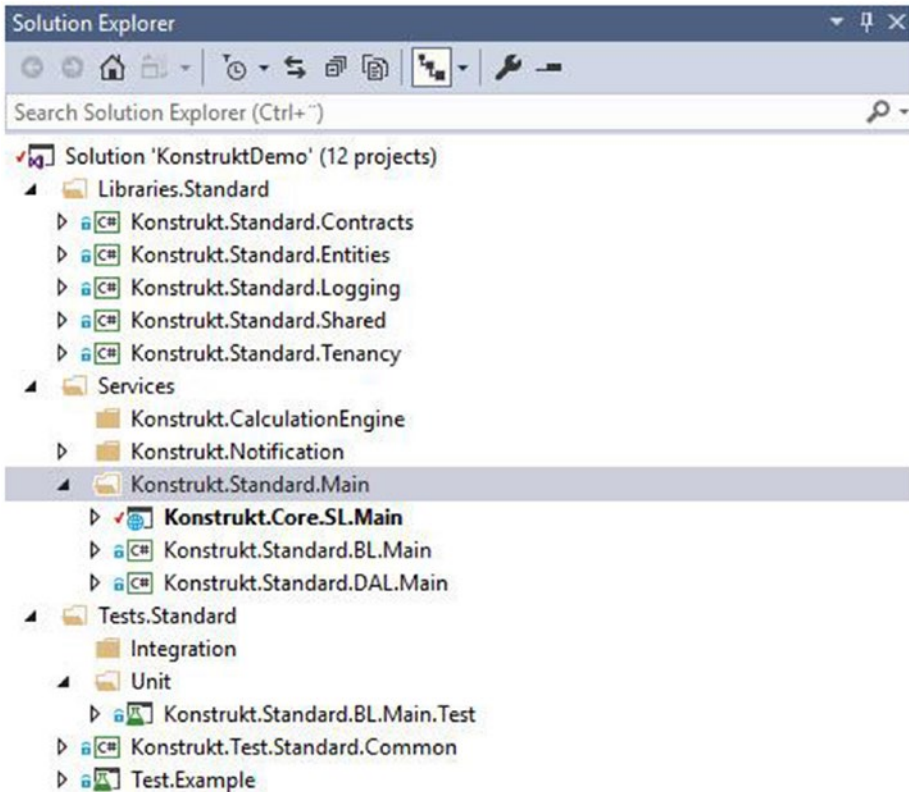 Solution Explorer
Search Solution Explorer (Ctrl+¨)
Solution 'KonstruktDemo' (12 projects)
Libraries.Standard
C# Konstrukt.Standard.Contracts
C# Konstrukt.Standard.Entities
C# Konstrukt.Standard.Logging
C# Konstrukt.Standard.Shared
C# Konstrukt.Standard.Tenancy
Services
Konstrukt.CalculationEngine
Konstrukt.Notification
Konstrukt.Standard.Main
Konstrukt.Core.SL.Main
C# Konstrukt.Standard.BL.Main
C# Konstrukt.Standard.DAL.Main
Tests.Standard
Integration
Unit
Konstrukt.Standard.BL.Main.Test
C# Konstrukt.Test.Standard.Common
Test.Example